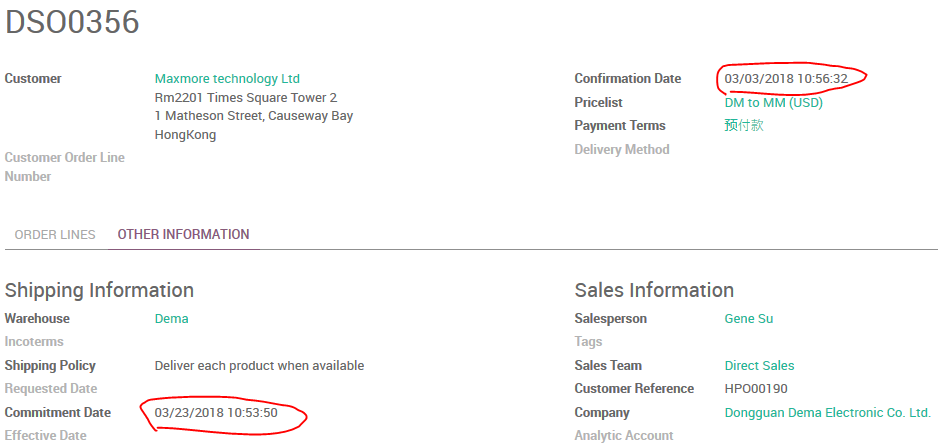 DSO0356
Customer
Maxmore technology Ltd
Rm2201 Times Square Tower 2
1 Matheson Street, Causeway Bay
HongKong
Customer Order Line
Number
Confirmation Date
03/03/2018 10:56:32
Pricelist
DM to MM (USD)
Payment Terms
预付款
Delivery Method
ORDER LINES
OTHER INFORMATION
Shipping Information
Warehouse
Dema
Incoterms
Shipping Policy
Deliver each product when available
Requested Date
Commitment Date
03/23/2018 10:53:50
Effective Date
Sales Information
Salesperson
Gene Su
Tags
Sales Team
Direct Sales
Customer Reference
HPO00190
Company
Dongguan Dema Electronic Co. Ltd.
Analytic Account